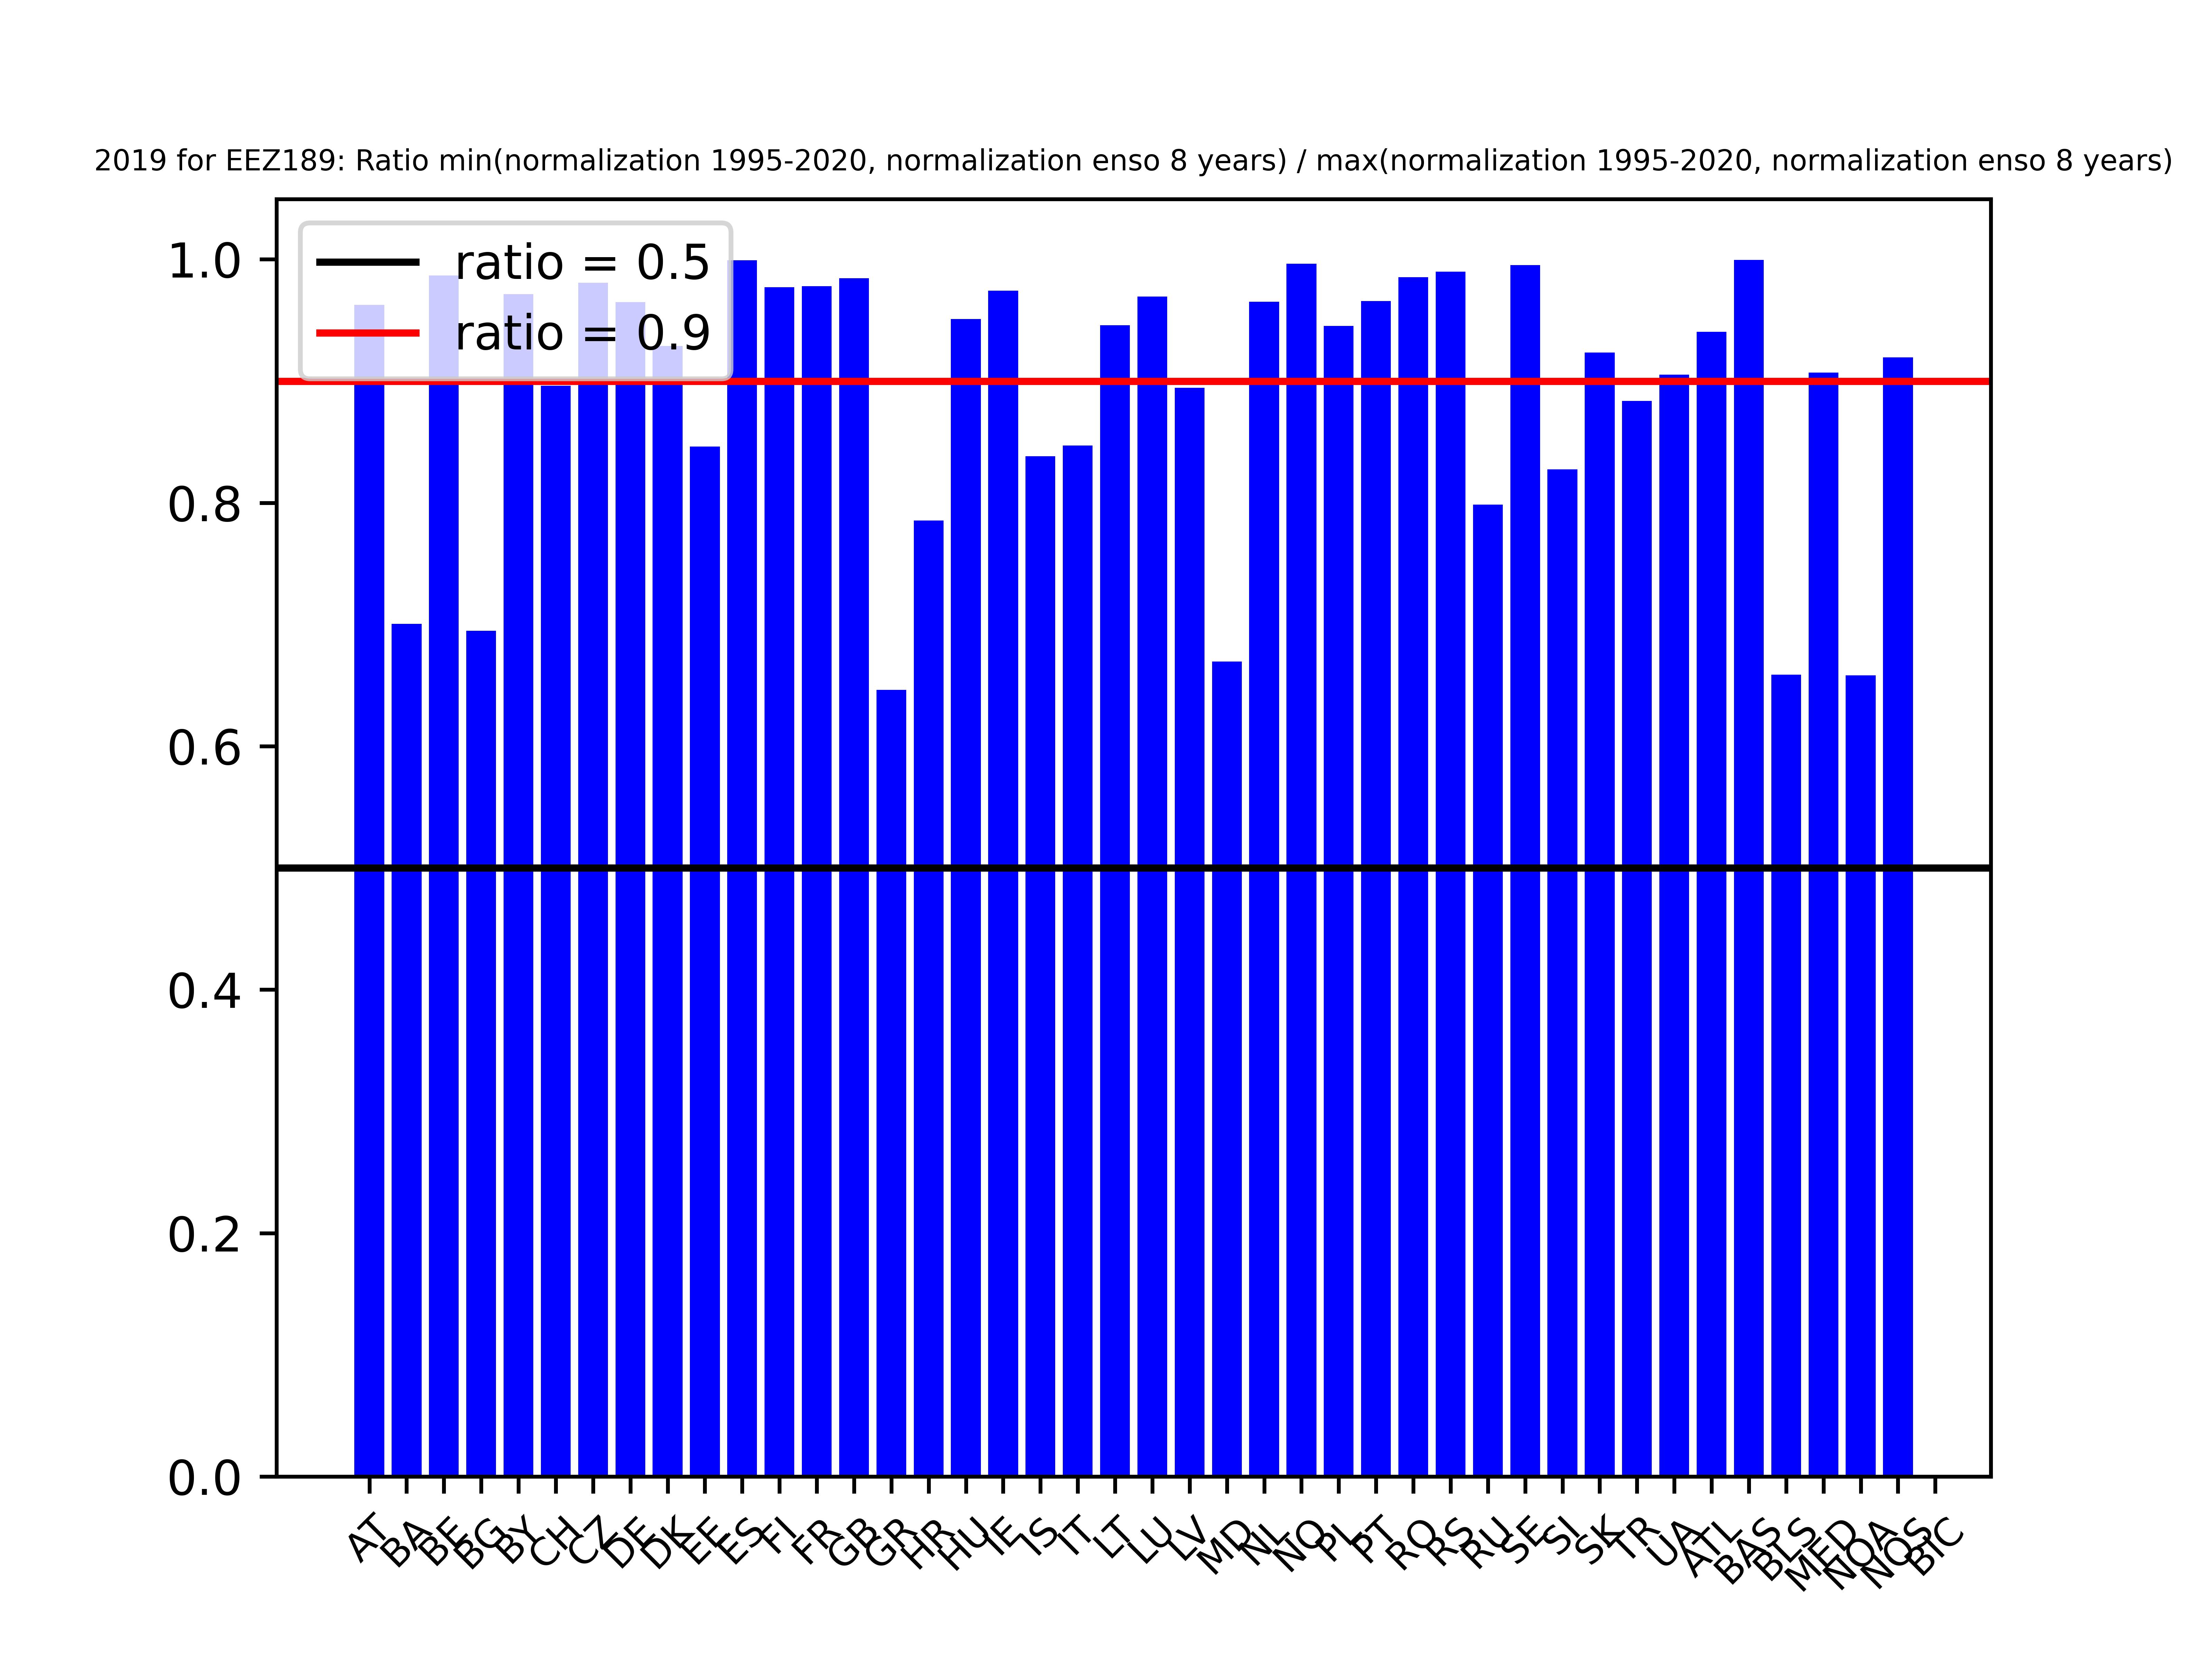 2019 for EEZ189: Ratio min(normalization 1995-2020, normalization enso 8 years) / max(normalization 1995-2020, normalization enso 8 years)
ratio = 0.5
ratio = 0.9
1.0
0.8
0.6
0.4
0.2
0.0
AT BA BE BG BY CH CZ DE DK EE ES FI FR GB GR HR HU IE IS IT LT LU LV MD NL NO PL PT RO RS RU SE SI SK TR UA ATL BAS BLS MED NOA NOS BIC